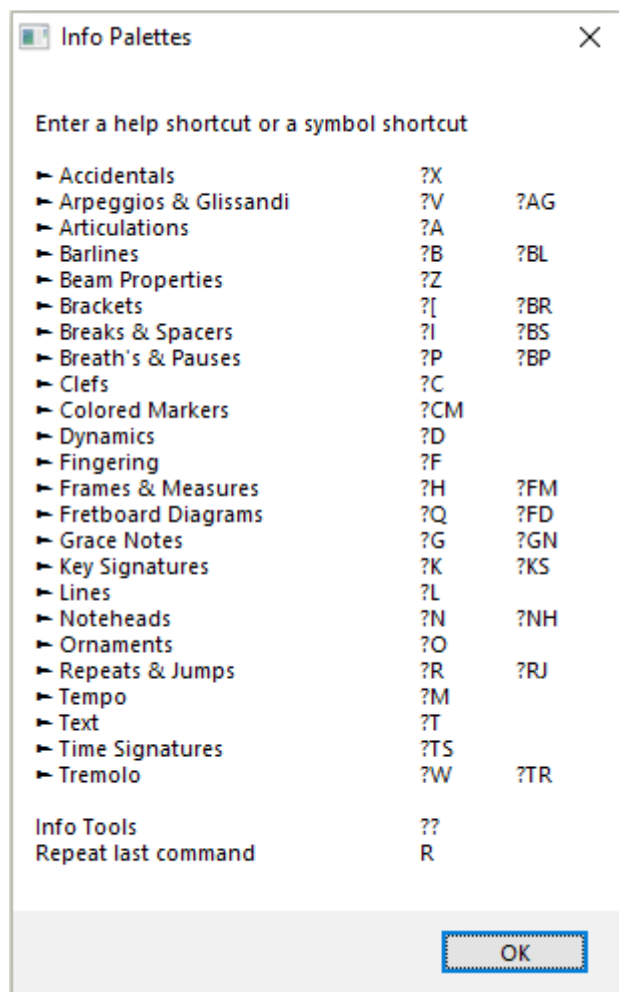 Info Palettes
Enter a help shortcut or a symbol shortcut
► Accidentals ?X
► Arpeggios & Glissandi ?V ?AG
► Articulations ?A
► Barlines ?B ?BL
► Beam Properties ?Z
► Brackets ?[ ?BR
► Breaks & Spacers ?I ?BS
► Breath's & Pauses ?P ?BP
► Clefs ?C
► Colored Markers ?CM
► Dynamics ?D
► Fingering ?F
► Frames & Measures ?H ?FM
► Fretboard Diagrams ?Q ?FD
► Grace Notes ?G ?GN
► Key Signatures ?K ?KS
► Lines ?L
► Noteheads ?N ?NH
► Ornaments ?O
► Repeats & Jumps ?R ?RJ
► Tempo ?M
► Text ?T
► Time Signatures ?TS
► Tremolo ?W ?TR
Info Tools ??
Repeat last command R
OK